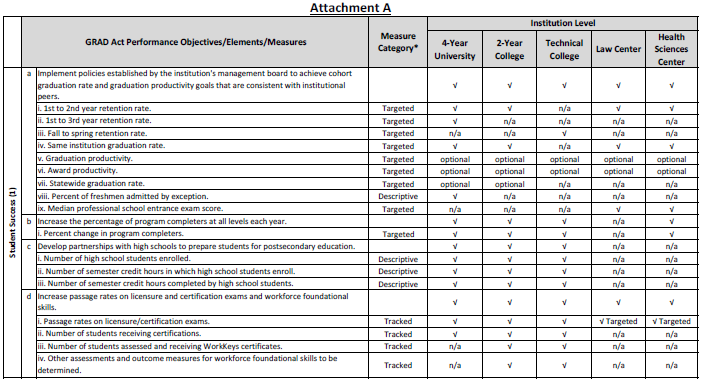 Attachment A
GRAD Act Performance Objectives/Elements/Measures
Measure Category*
Institution Level
4-Year University
2-Year College
Technical College
Law Center
Health Sciences Center
Student Success (1)
a Implement policies established by the institution's management board to achieve cohort
graduation rate and graduation productivity goals that are consistent with institutional
peers. √ √ √ √ √
i. 1st to 2nd year retention rate. Targeted √ √ n/a √ √
ii. 1st to 3rd year retention rate. Targeted √ n/a n/a n/a n/a
iii. Fall to spring retention rate. Targeted n/a n/a √ n/a n/a
iv. Same institution graduation rate. Targeted √ √ n/a √ √
v. Graduation productivity. Targeted optional optional optional optional optional
vi. Award productivity. Targeted optional optional optional optional optional
vii. Statewide graduation rate. Targeted optional optional optional n/a n/a
viii. Percent of freshmen admitted by exception. Descriptive √ n/a n/a n/a n/a
ix. Median professional school entrance exam score. Targeted n/a n/a n/a √ √
b Increase the percentage of program completers at all levels each year. √ √ √ n/a √
i. Percent change in program completers. Targeted √ √ √ n/a √
c Develop partnerships with high schools to prepare students for postsecondary education. √ √ √ n/a n/a
i. Number of high school students enrolled. Descriptive √ √ √ n/a n/a
ii. Number of semester credit hours in which high school students enroll. Descriptive √ √ √ n/a n/a
iii. Number of semester credit hours completed by high school students. Descriptive √ √ √ n/a n/a
d Increase passage rates on licensure and certification exams and workforce foundational
skills. √ √ √ √ √
i. Passage rates on licensure/certification exams. Tracked √ √ √ √ Targeted √ Targeted
ii. Number of students receiving certifications. Tracked √ √ √ n/a n/a
iii. Number of students assessed and receiving WorkKeys certificates. Tracked n/a √ √ n/a n/a
iv. Other assessments and outcome measures for workforce foundational skills to be
determined. Tracked n/a √ √ n/a n/a